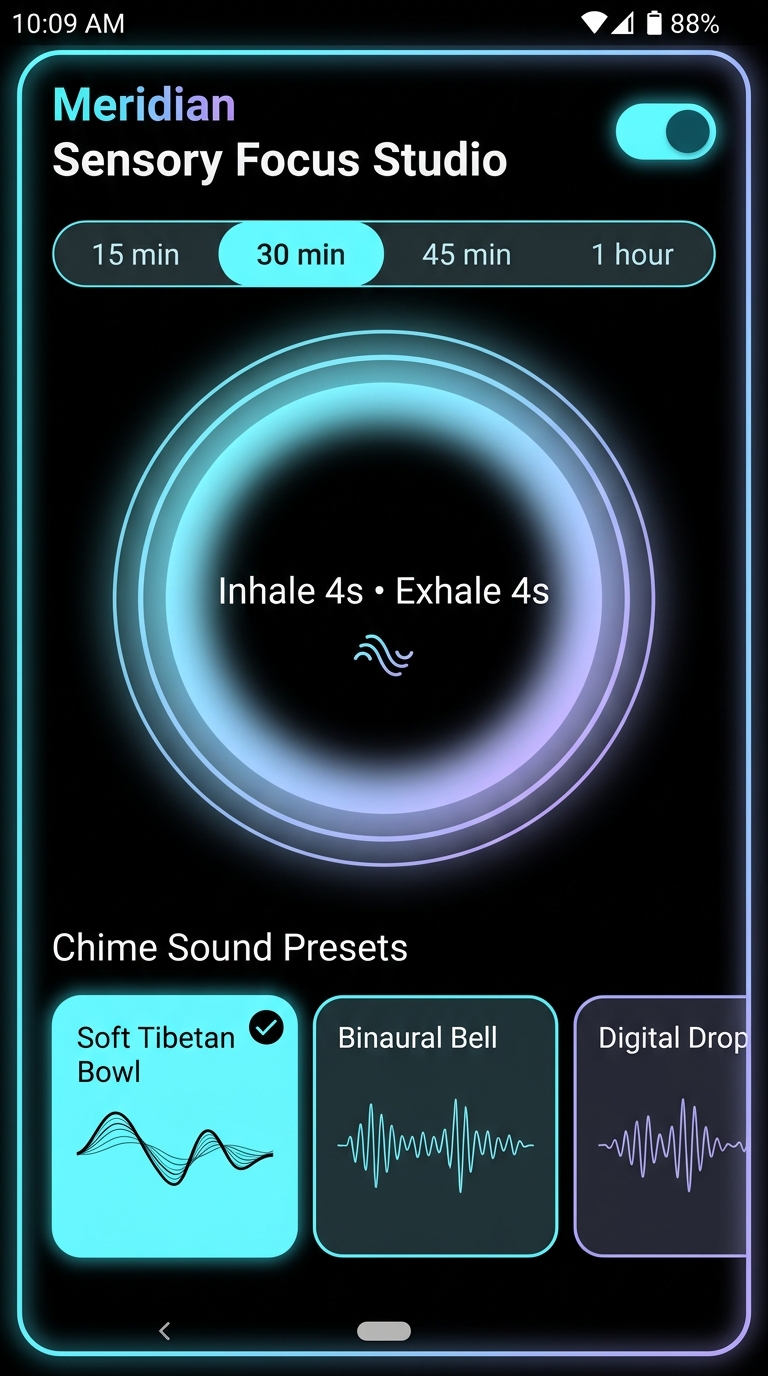 10:09 AM
88%
Meridian
Sensory Focus Studio
15 min
30 min
45 min
1 hour
Inhale 4s • Exhale 4s
Chime Sound Presets
Soft Tibetan
Bowl
Binaural Bell
Digital Drop